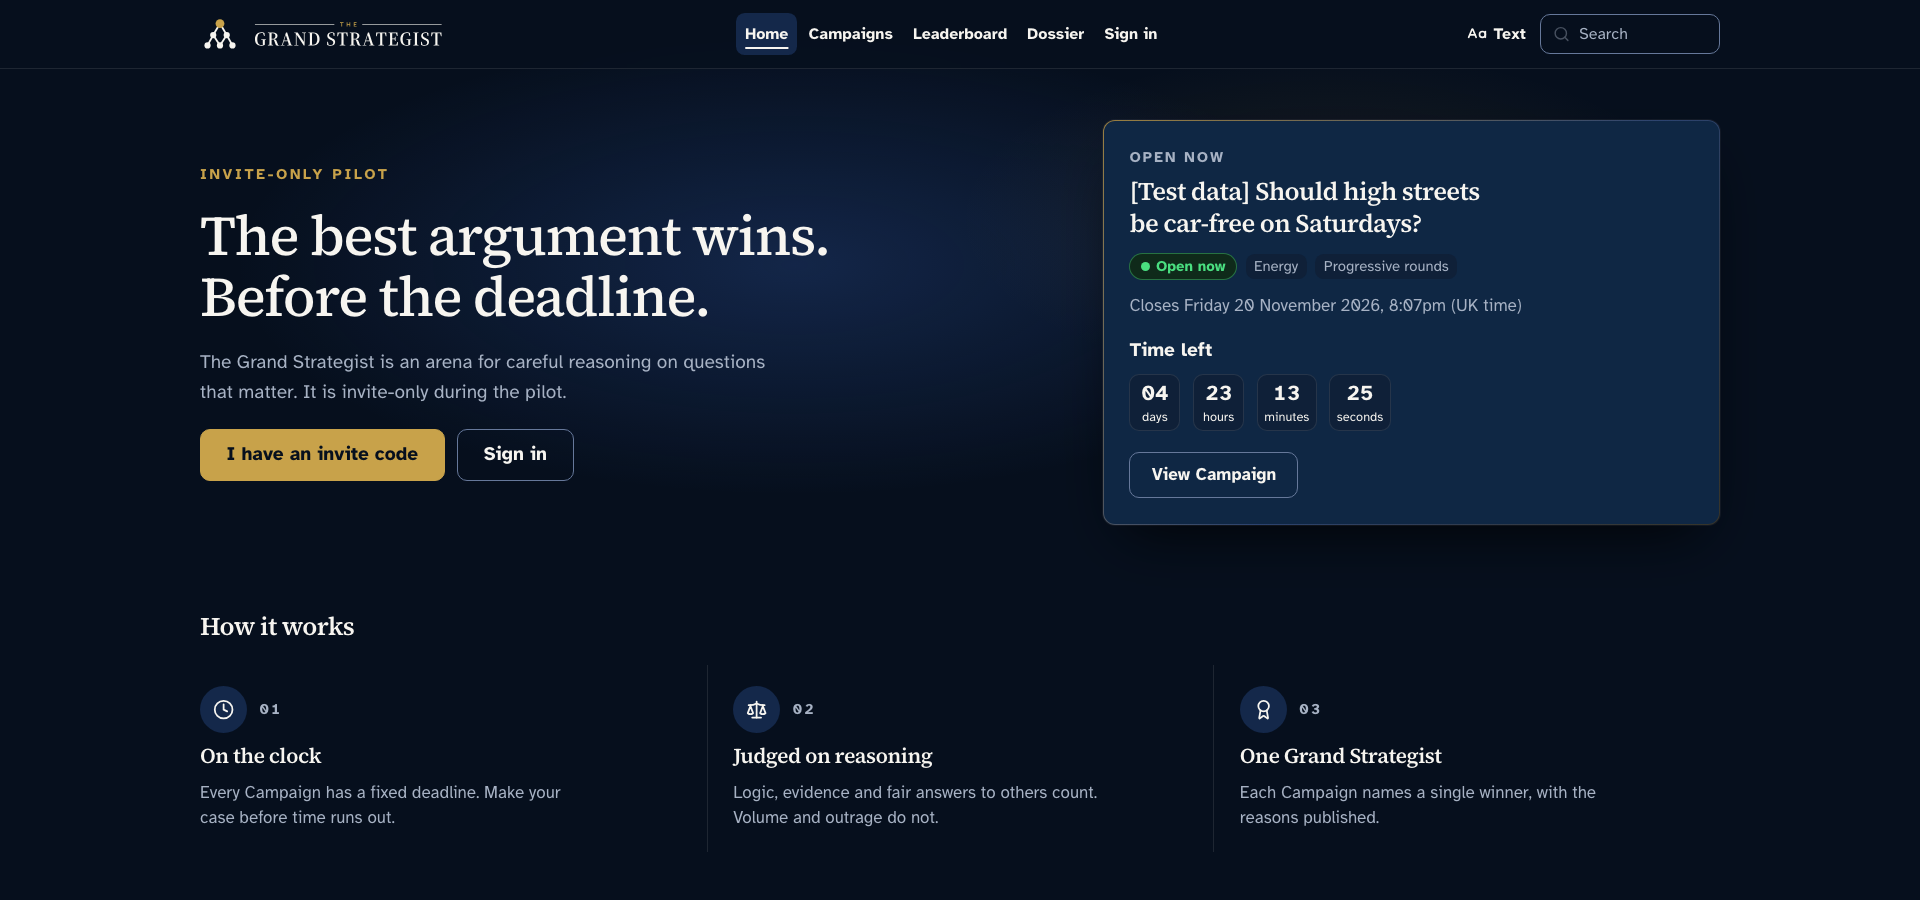 THE
GRAND STRATEGIST
Home
Campaigns
Leaderboard
Dossier
Sign in
Aa Text
Search
INVITE-ONLY PILOT
The best argument wins.
Before the deadline.
The Grand Strategist is an arena for careful reasoning on questions
that matter. It is invite-only during the pilot.
I have an invite code
Sign in
OPEN NOW
[Test data] Should high streets
be car-free on Saturdays?
Open now
Energy
Progressive rounds
Closes Friday 20 November 2026, 8:07pm (UK time)
Time left
04
days
23
hours
13
minutes
25
seconds
View Campaign
How it works
01
On the clock
Every Campaign has a fixed deadline. Make your
case before time runs out.
02
Judged on reasoning
Logic, evidence and fair answers to others count.
Volume and outrage do not.
03
One Grand Strategist
Each Campaign names a single winner, with the
reasons published.